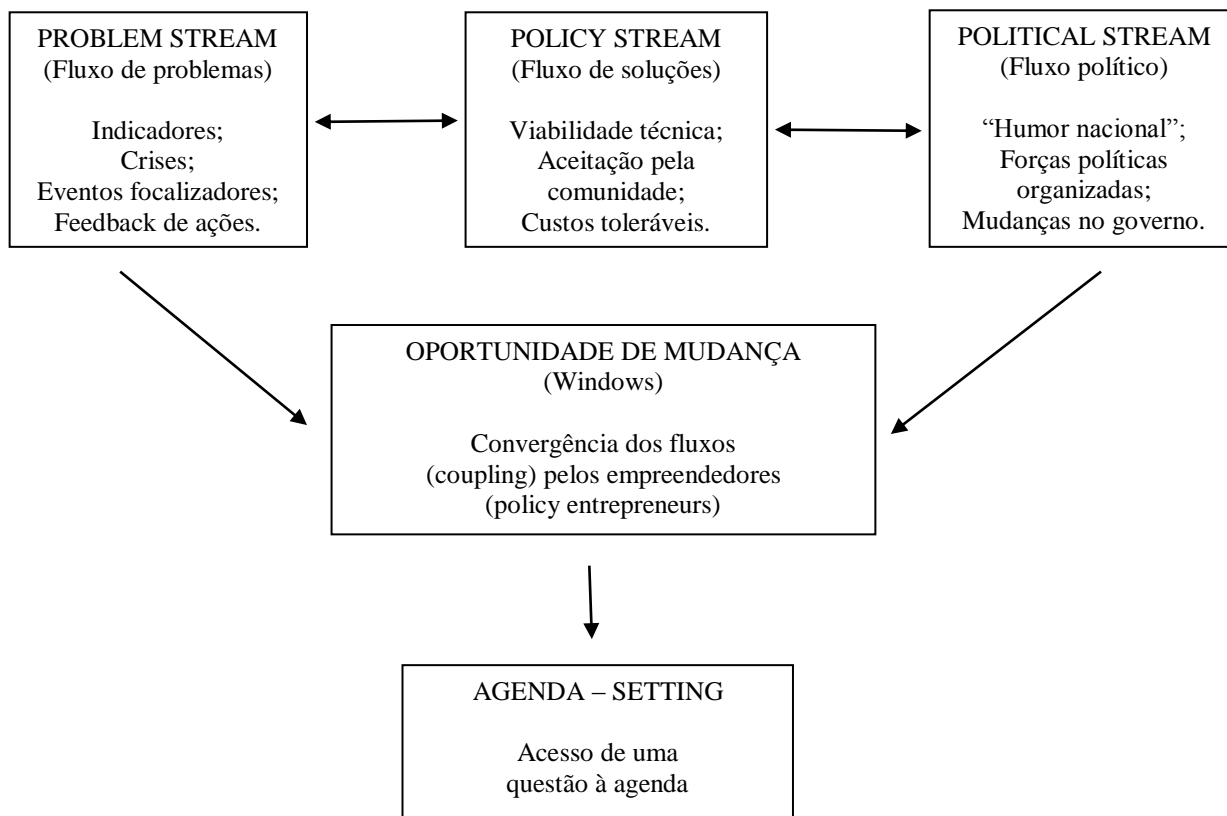 PROBLEM STREAM
(Fluxo de problemas)
Indicadores;
Crises;
Eventos focalizadores;
Feedback de ações.
POLICY STREAM
(Fluxo de soluções)
Viabilidade técnica;
Aceitação pela
comunidade;
Custos toleráveis.
POLITICAL STREAM
(Fluxo político)
“Humor nacional”;
Forças políticas
organizadas;
Mudanças no governo.
OPORTUNIDADE DE MUDANÇA
(Windows)
Convergência dos fluxos
(coupling) pelos empreendedores
(policy entrepreneurs)
AGENDA – SETTING
Acesso de uma
questão à agenda